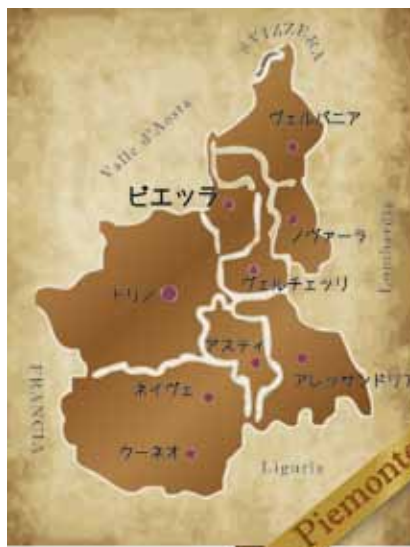 SVIZZERA
ヴェルバニア
Valle d'Aosta
ビエッラ
ノヴァーラ
Lombardia
ヴェルチェッリ
トリノ
アスティ
アレッサンドリア
FRANCIA
ネイヴェ
クーネオ
Liguria
Piemonte